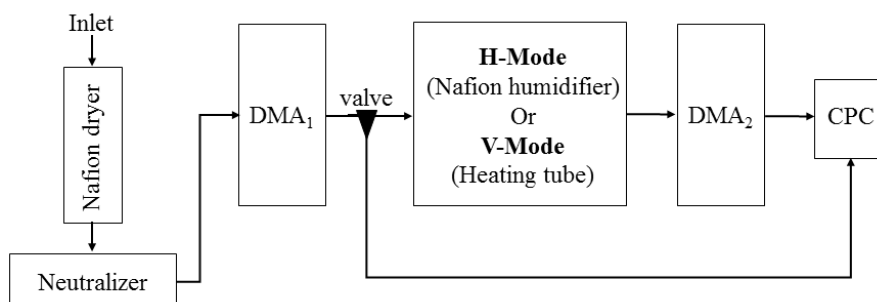 Inlet
Nafion dryer
Neutralizer
DMA₁
valve
H-Mode
(Nafion humidifier)
Or
V-Mode
(Heating tube)
DMA₂
CPC